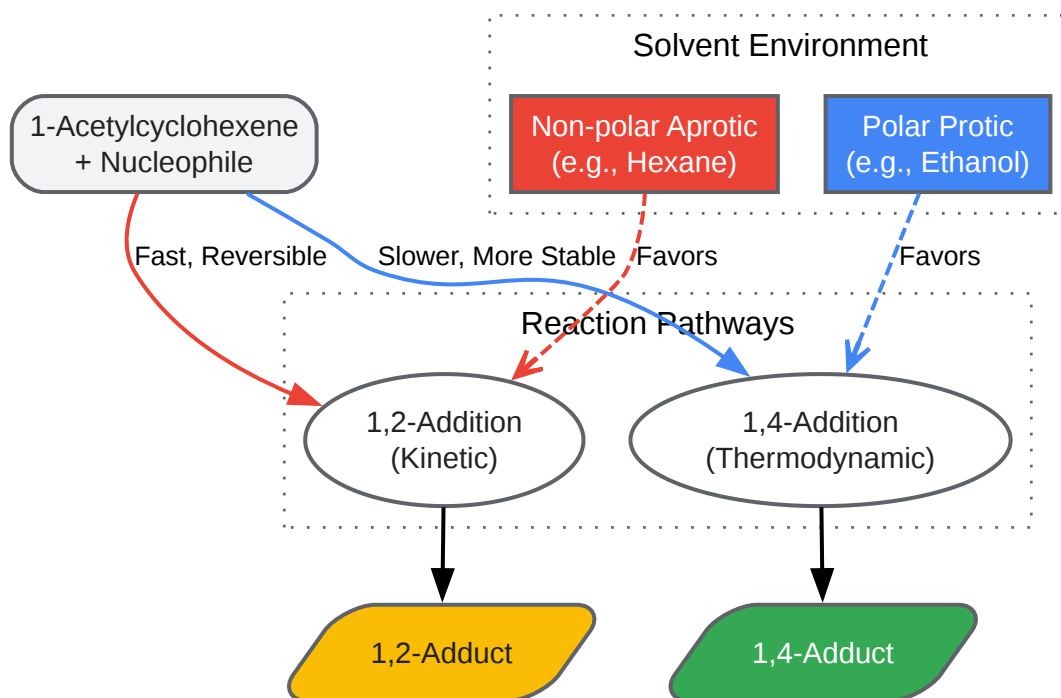 Solvent Environment
1-Acetylcyclohexene
+ Nucleophile
Non-polar Aprotic
(e.g., Hexane)
Polar Protic
(e.g., Ethanol)
Fast, Reversible
Slower, More Stable
Favors
Favors
Reaction Pathways
1,2-Addition
(Kinetic)
1,4-Addition
(Thermodynamic)
1,2-Adduct
1,4-Adduct